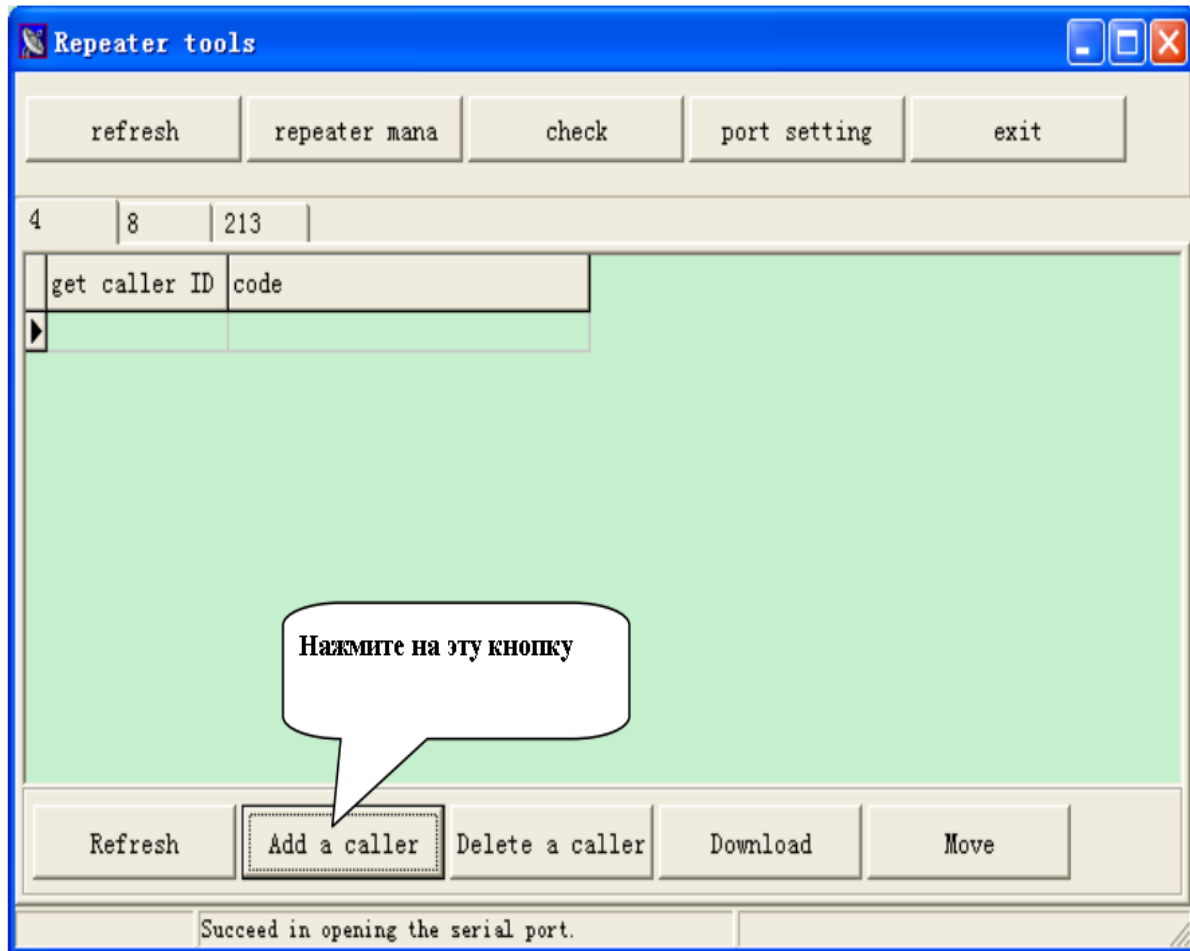 Repeater tools
refresh repeater mana check port setting exit
4 8 213
get caller ID code
Нажмите на эту кнопку
Refresh Add a caller Delete a caller Download Move
Succeed in opening the serial port.